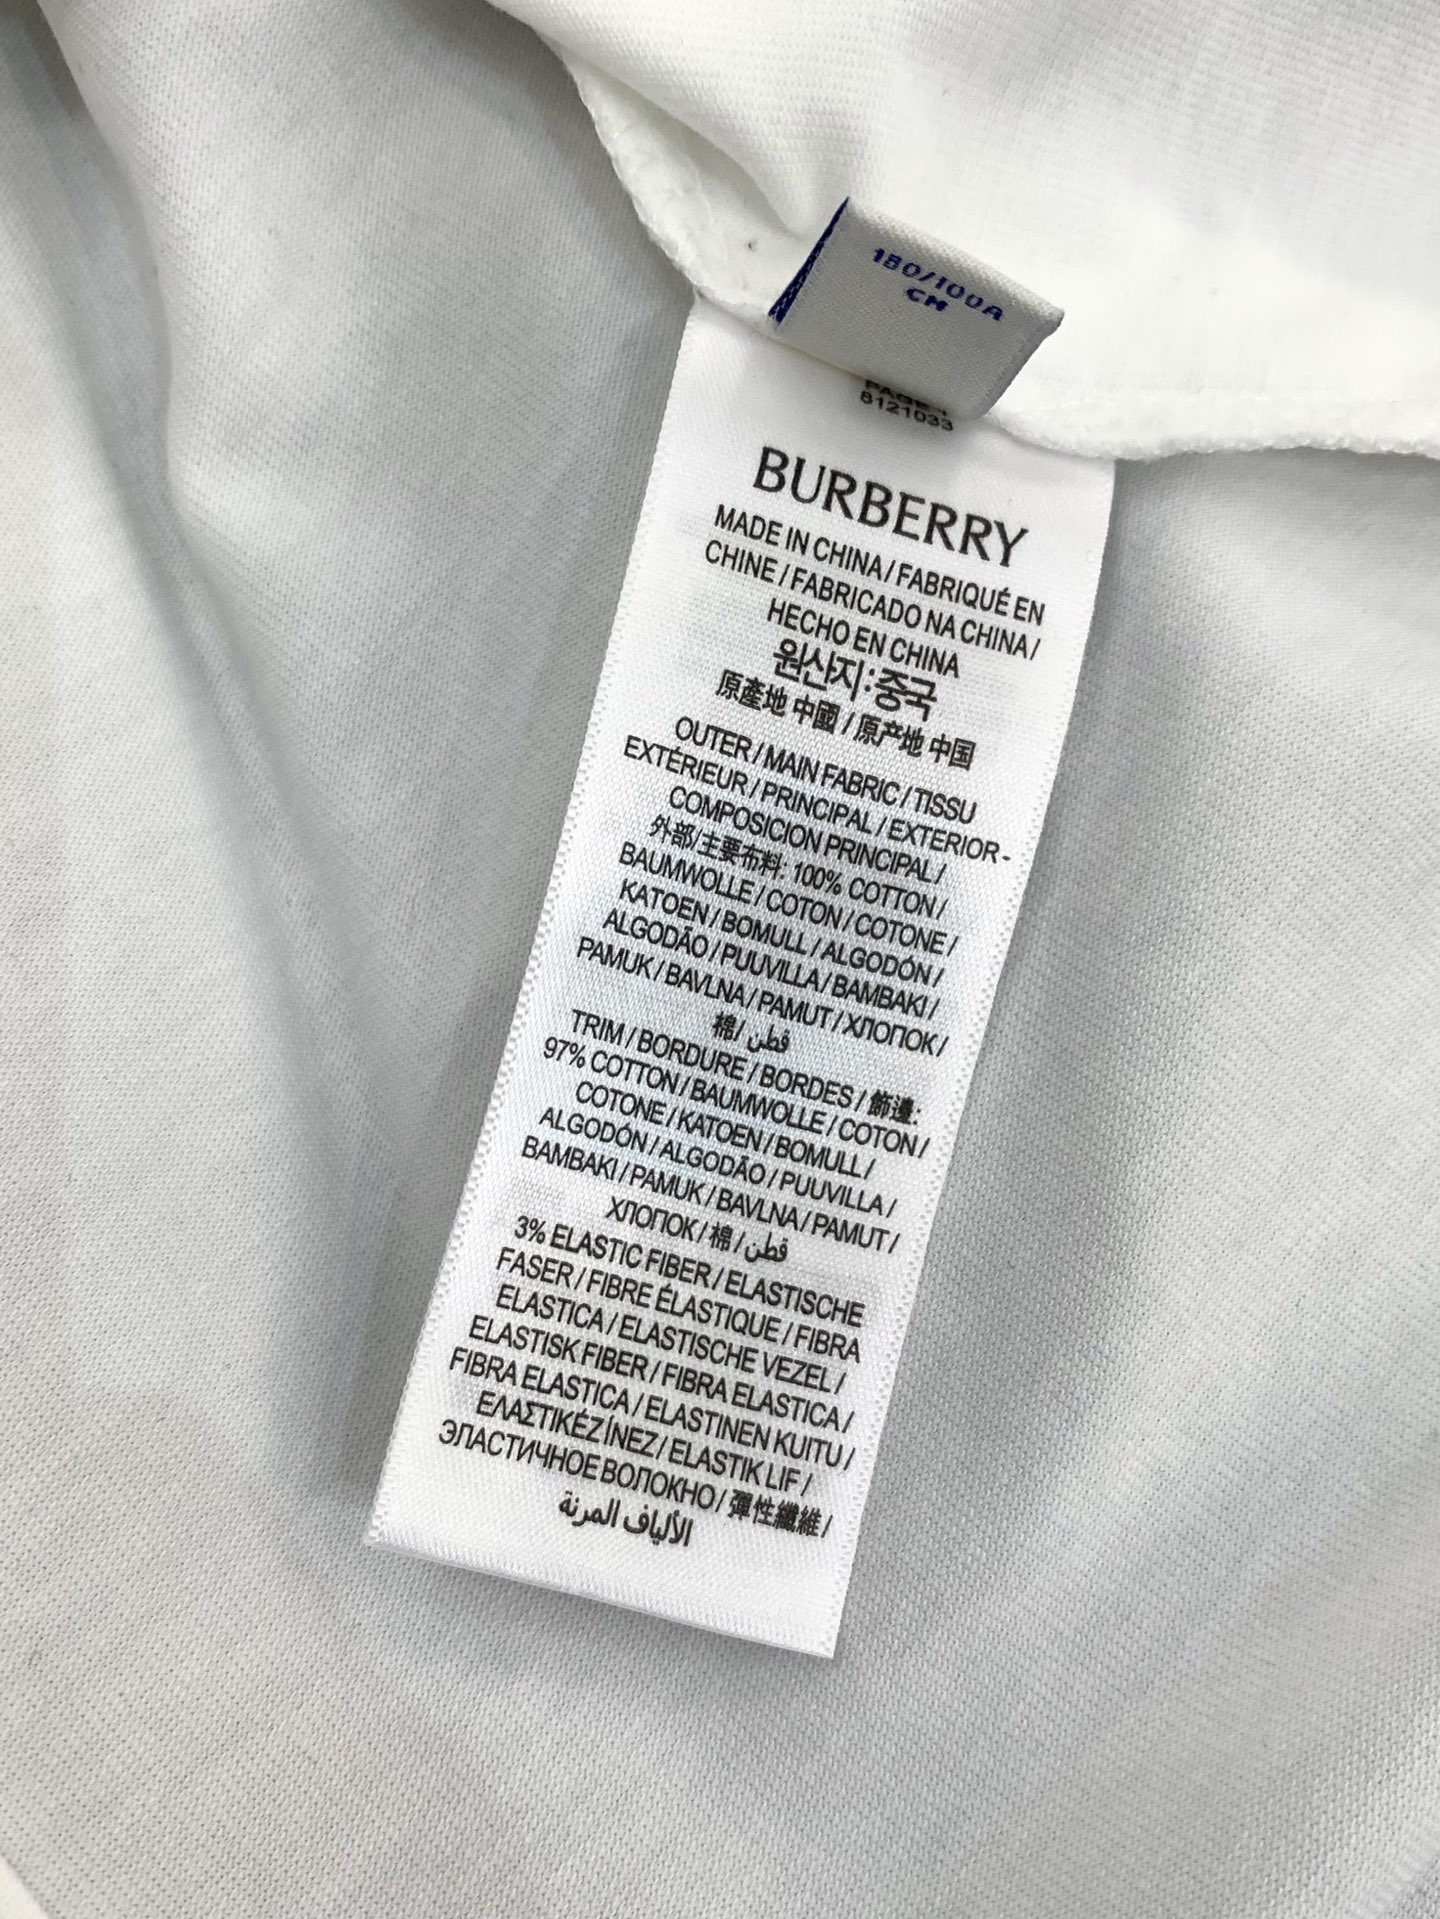 180/100A
CM
PAGE 1
8121033
BURBERRY
MADE IN CHINA / FABRIQUÉ EN
CHINE / FABRICADO NA CHINA /
HECHO EN CHINA
원산지:중국
原產地 中國 / 原产地 中国
OUTER / MAIN FABRIC / TISSU
EXTÉRIEUR / PRINCIPAL / EXTERIOR -
COMPOSICION PRINCIPAL /
外部/主要布料: 100% COTTON /
BAUMWOLLE / COTON / COTONE /
KATOEN / BOMULL / ALGODÓN /
ALGODÃO / PUUVILLA / BAMBAKI /
PAMUK / BAVLNA / PAMUT / ХЛОПОК /
棉 / قطن
TRIM / BORDURE / BORDES / 飾邊:
97% COTTON / BAUMWOLLE / COTON /
COTONE / KATOEN / BOMULL /
ALGODÓN / ALGODÃO / PUUVILLA /
BAMBAKI / PAMUK / BAVLNA / PAMUT /
ХЛОПОК / 棉 / قطن
3% ELASTIC FIBER / ELASTISCHE
FASER / FIBRE ÉLASTIQUE / FIBRA
ELASTICA / ELASTISCHE VEZEL /
ELASTISK FIBER / FIBRA ELASTICA /
FIBRA ELASTICA / ELASTINEN KUITU /
ΕΛΑΣΤΙΚÉZ ÍNEZ / ELASTIK LIF /
ЭЛАСТИЧНОЕ ВОЛОКНО / 彈性纖維 /
الألياف المرنة